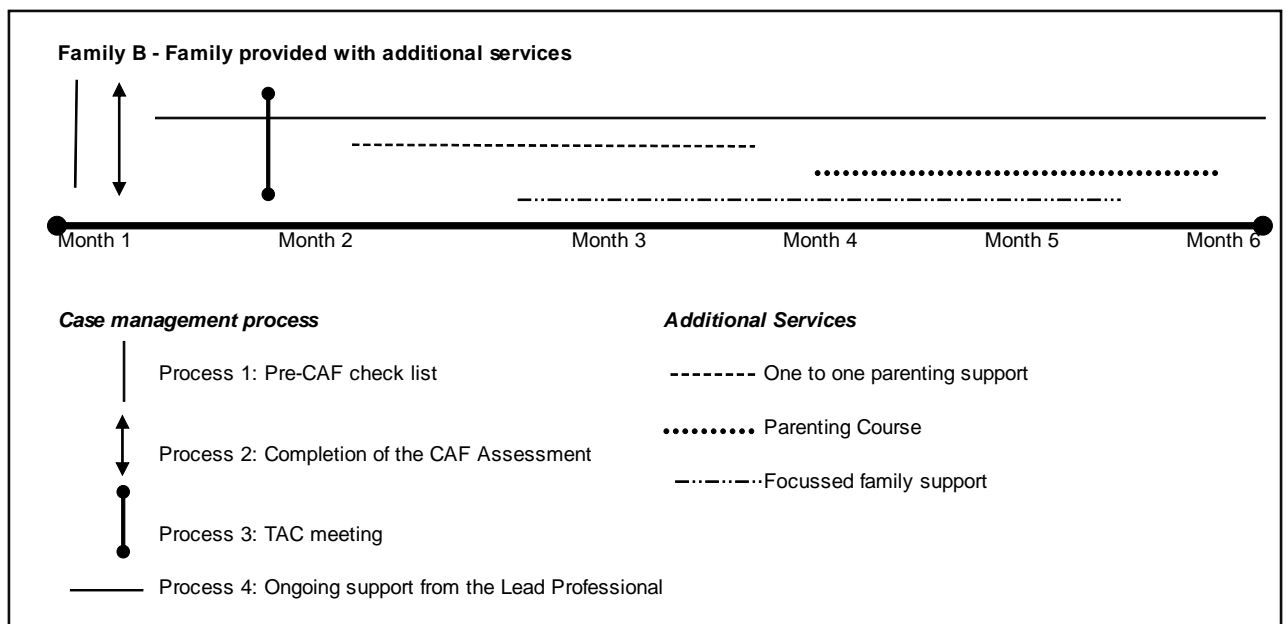 Family B - Family provided with additional services
Month 1 Month 2 Month 3 Month 4 Month 5 Month 6
Case management process
Process 1: Pre-CAF check list
Process 2: Completion of the CAF Assessment
Process 3: TAC meeting
Process 4: Ongoing support from the Lead Professional
Additional Services
One to one parenting support
Parenting Course
Focussed family support